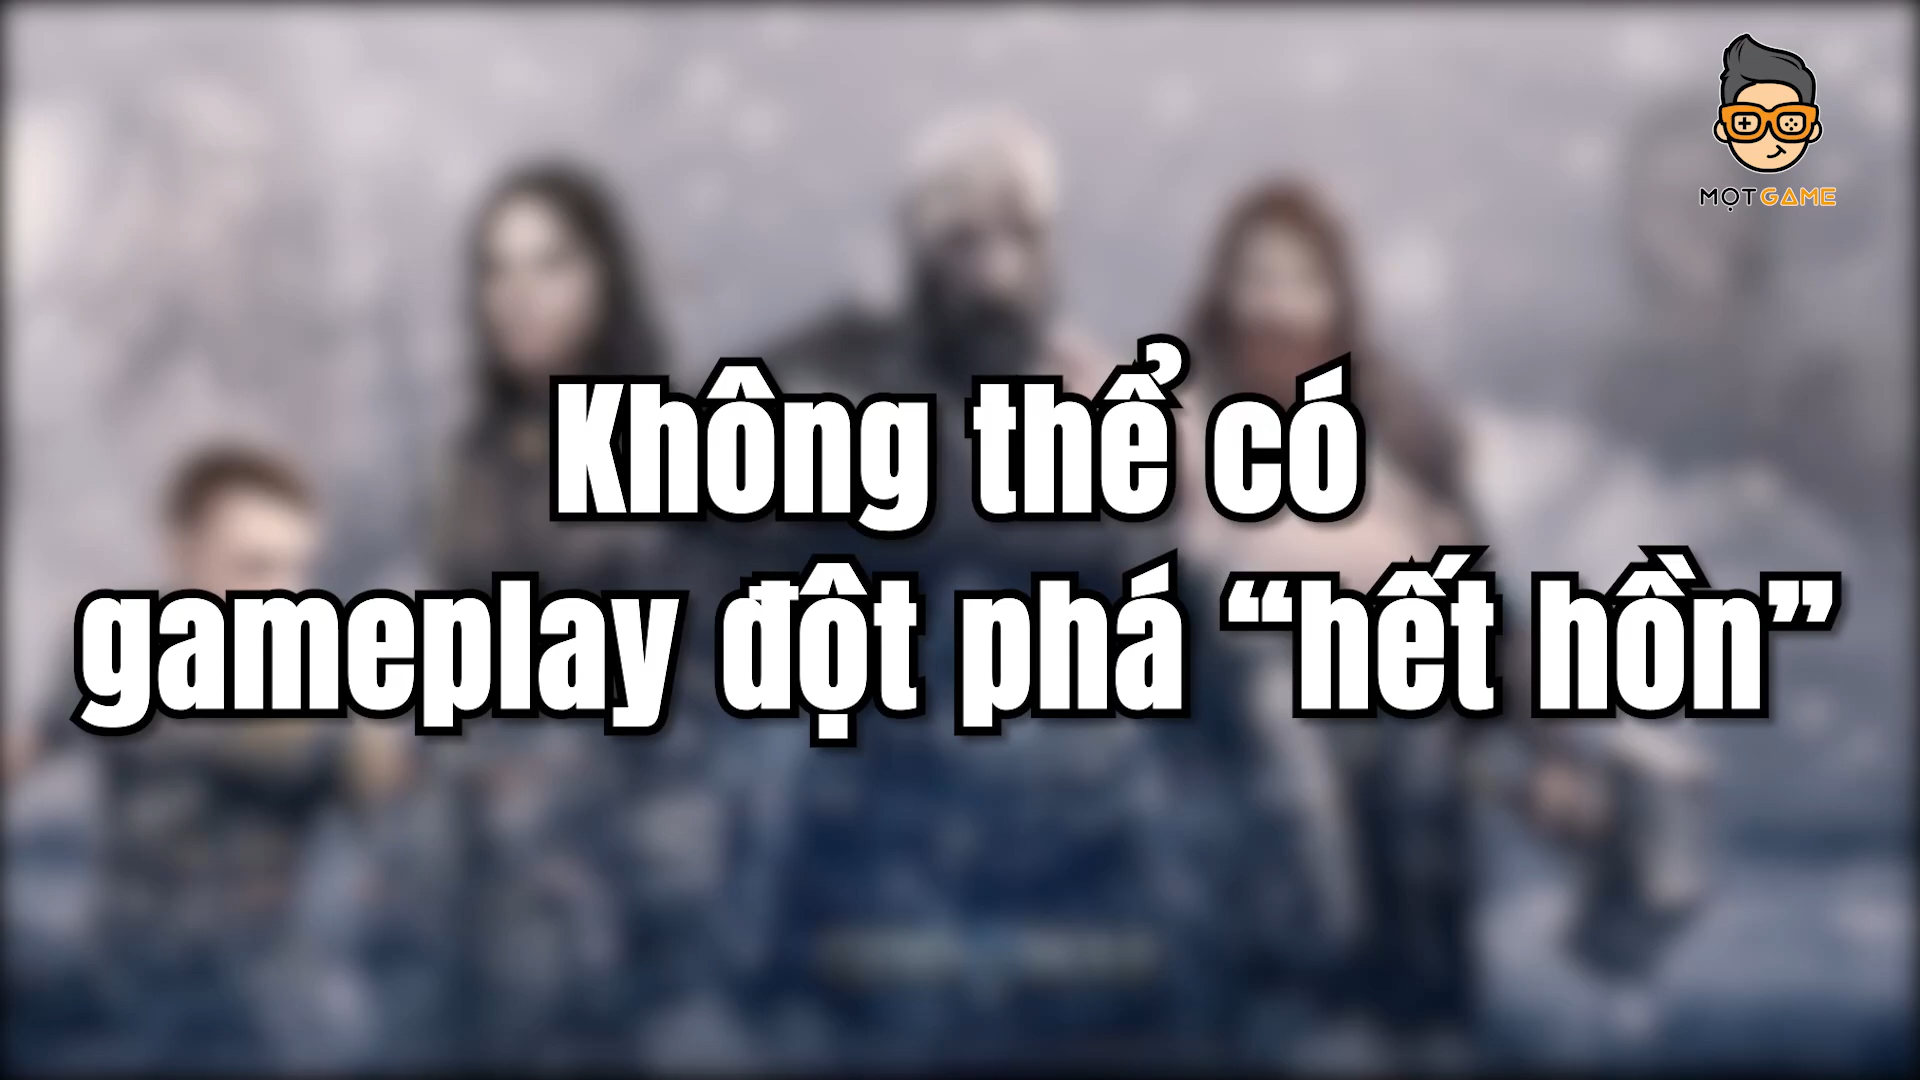 MỌTGAME
Không thể có
gameplay đột phá “hết hồn”